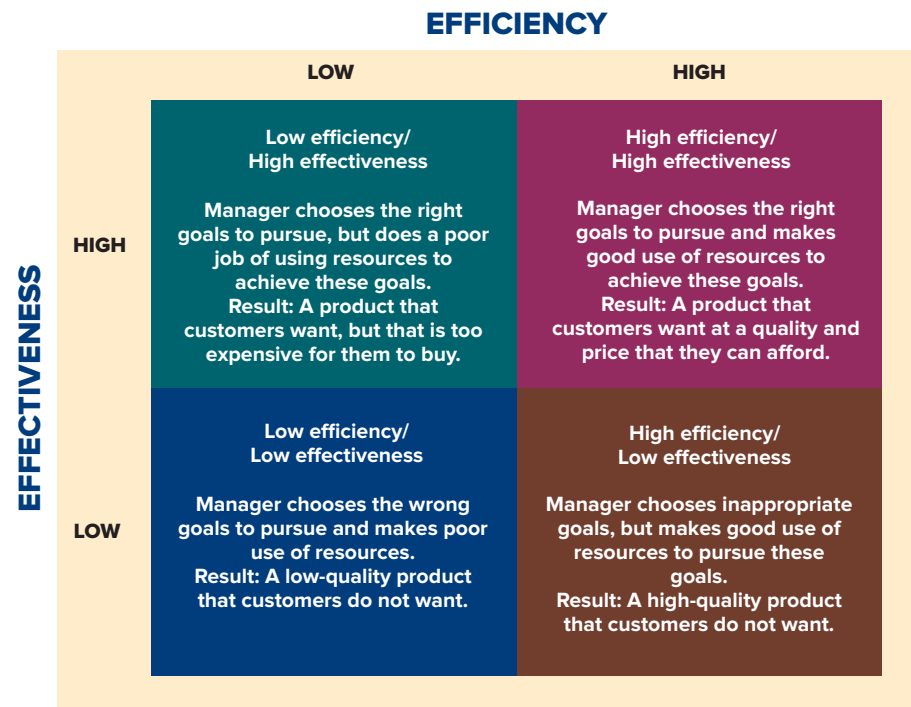 EFFICIENCY
LOW
HIGH
EFFECTIVENESS
HIGH
Low efficiency/
High effectiveness
Manager chooses the right
goals to pursue, but does a poor
job of using resources to
achieve these goals.
Result: A product that
customers want, but that is too
expensive for them to buy.
High efficiency/
High effectiveness
Manager chooses the right
goals to pursue and makes
good use of resources to
achieve these goals.
Result: A product that
customers want at a quality and
price that they can afford.
LOW
Low efficiency/
Low effectiveness
Manager chooses the wrong
goals to pursue and makes poor
use of resources.
Result: A low-quality product
that customers do not want.
High efficiency/
Low effectiveness
Manager chooses inappropriate
goals, but makes good use of
resources to pursue these
goals.
Result: A high-quality product
that customers do not want.